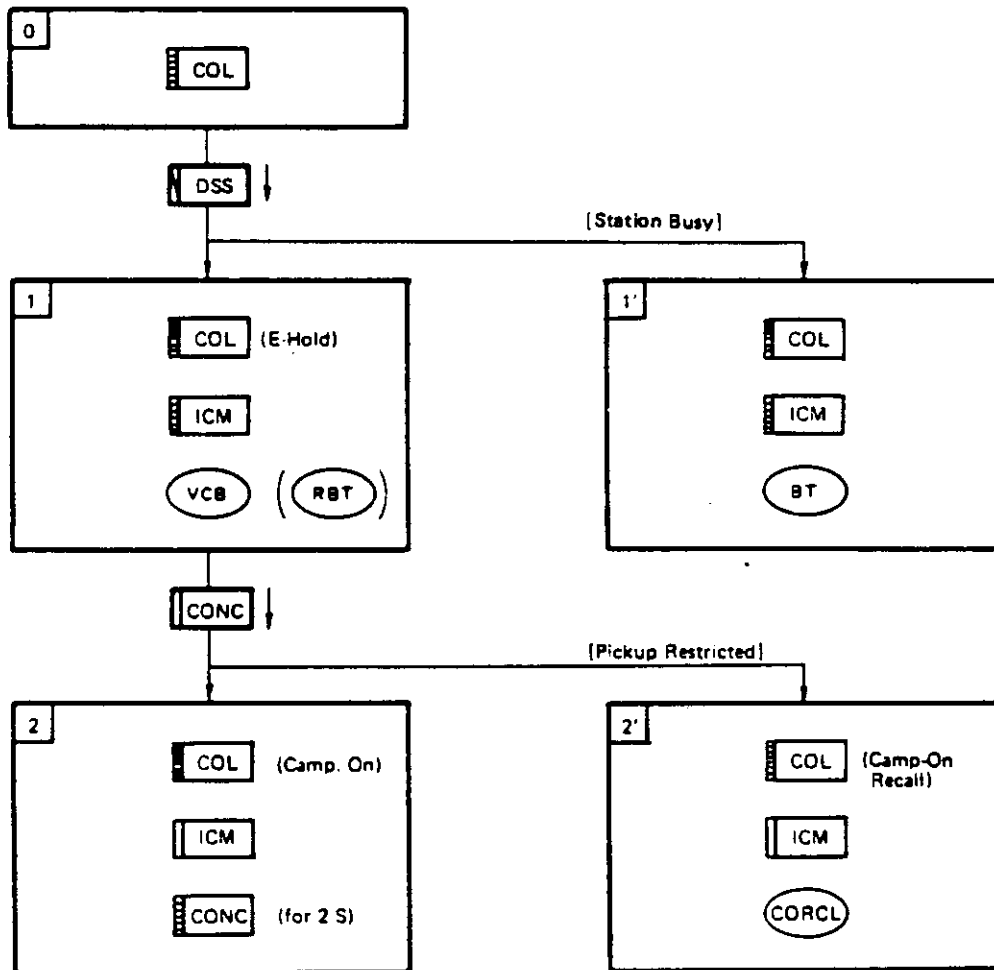 0
COL
DSS
[Station Busy]
1
COL (E-Hold)
ICM
VCB (RBT)
1'
COL
ICM
BT
CONC
[Pickup Restricted]
2
COL (Camp. On)
ICM
CONC (for 2 S)
2'
COL (Camp-On
Recall)
ICM
CORCL